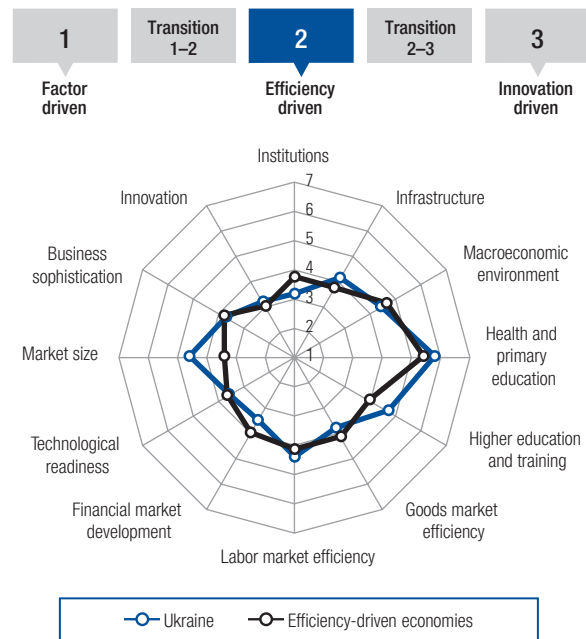 1
Transition
1–2
2
Transition
2–3
3
Factor
driven
Efficiency
driven
Innovation
driven
Institutions
Infrastructure
Macroeconomic
environment
Health and
primary
education
Higher education
and training
Goods market
efficiency
Labor market efficiency
Financial market
development
Technological
readiness
Market size
Business
sophistication
Innovation
7
6
5
4
3
2
1
Ukraine
Efficiency-driven economies